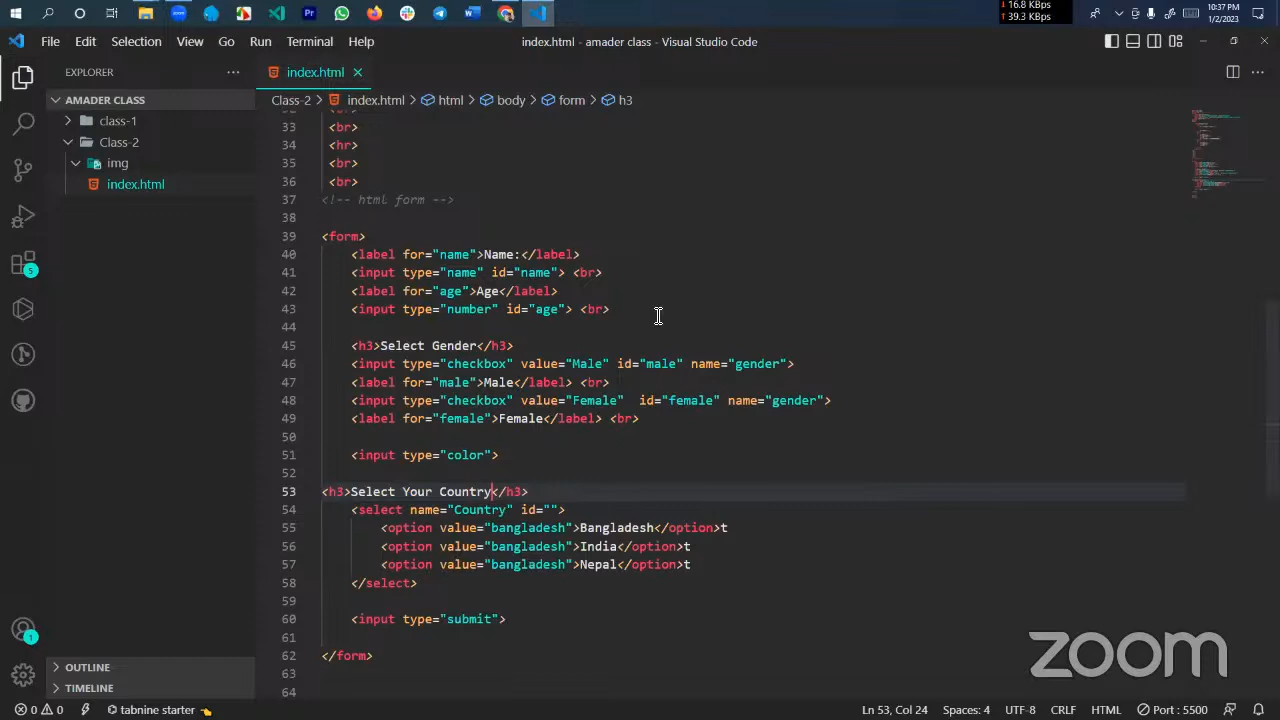 16.8 KBps
39.3 KBps
10:37 PM
1/2/2023
File Edit Selection View Go Run Terminal Help
index.html - amader class - Visual Studio Code
EXPLORER
index.html
AMADER CLASS
class-1
Class-2
img
index.html
Class-2 > index.html > html > body > form > h3
33 <br>
34 <hr>
35 <br>
36 <br>
37 <!-- html form -->
38
39 <form>
40 <label for="name">Name:</label>
41 <input type="name" id="name"> <br>
42 <label for="age">Age</label>
43 <input type="number" id="age"> <br>
44
45 <h3>Select Gender</h3>
46 <input type="checkbox" value="Male" id="male" name="gender">
47 <label for="male">Male</label> <br>
48 <input type="checkbox" value="Female"  id="female" name="gender">
49 <label for="female">Female</label> <br>
50
51 <input type="color">
52
53 <h3>Select Your Country</h3>
54 <select name="Country" id="">
55 <option value="bangladesh">Bangladesh</option>t
56 <option value="bangladesh">India</option>t
57 <option value="bangladesh">Nepal</option>t
58 </select>
59
60 <input type="submit">
61
62 </form>
63
64
5
1
OUTLINE
TIMELINE
zoom
0 0 tabnine starter
Ln 53, Col 24 Spaces: 4 UTF-8 CRLF HTML Port : 5500